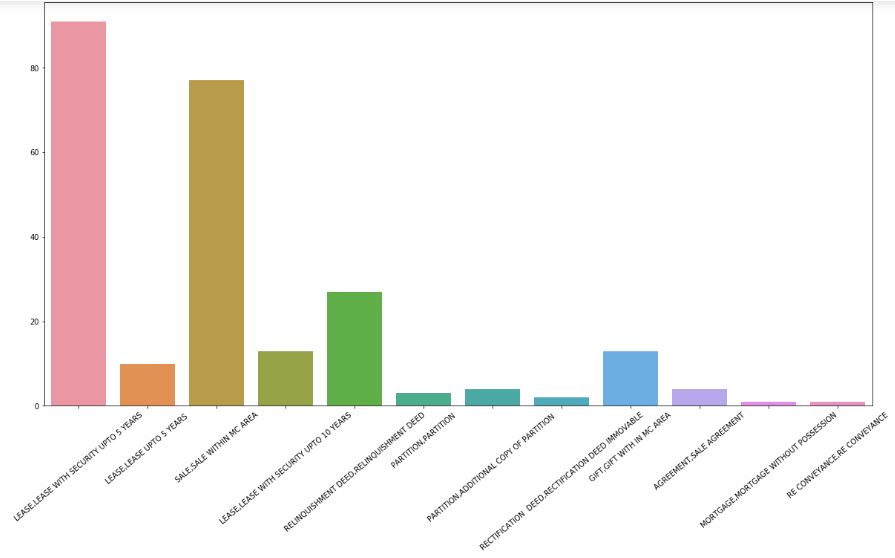 80
60
40
20
0
LEASE,LEASE WITH SECURITY UPTO 5 YEARS
LEASE,LEASE UPTO 5 YEARS
SALE,SALE WITHIN MC AREA
LEASE,LEASE WITH SECURITY UPTO 10 YEARS
RELINQUISHMENT DEED,RELINQUISHMENT DEED
PARTITION,PARTITION
PARTITION,ADDITIONAL COPY OF PARTITION
RECTIFICATION  DEED,RECTIFICATION DEED IMMOVABLE
GIFT,GIFT WITH IN MC AREA
AGREEMENT,SALE AGREEMENT
MORTGAGE,MORTGAGE WITHOUT POSSESSION
RE CONVEYANCE,RE CONVEYANCE